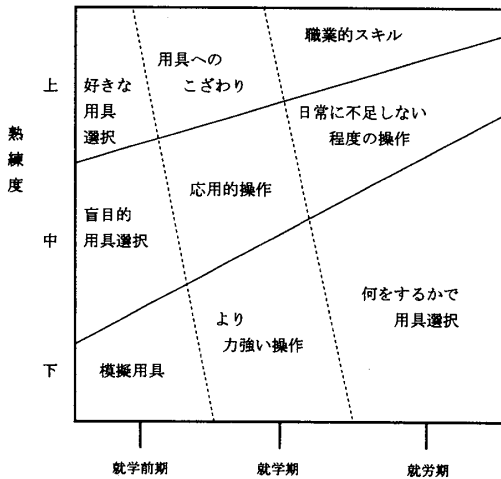 職業的スキル
用具への
こざわり
上
好きな
用具
選択
日常に不足しない
程度の操作
熟練度
応用的操作
盲目的
用具選択
中
何をするかで
用具選択
より
力強い操作
下
模擬用具
就学前期
就学期
就労期